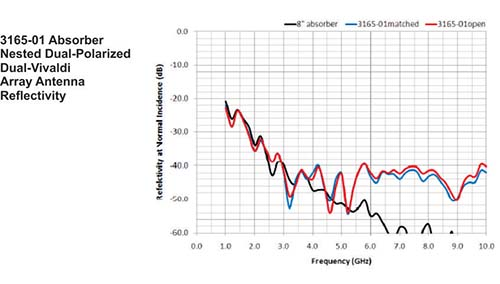 3165-01 Absorber
Nested Dual-Polarized
Dual-Vivaldi
Array Antenna
Reflectivity
8" absorber 3165-01matched 3165-01open
Refelctivity at Normal Incidence (dB)
0.0
-10.0
-20.0
-30.0
-40.0
-50.0
-60.0
0.0 1.0 2.0 3.0 4.0 5.0 6.0 7.0 8.0 9.0 10.0
Frequency (GHz)